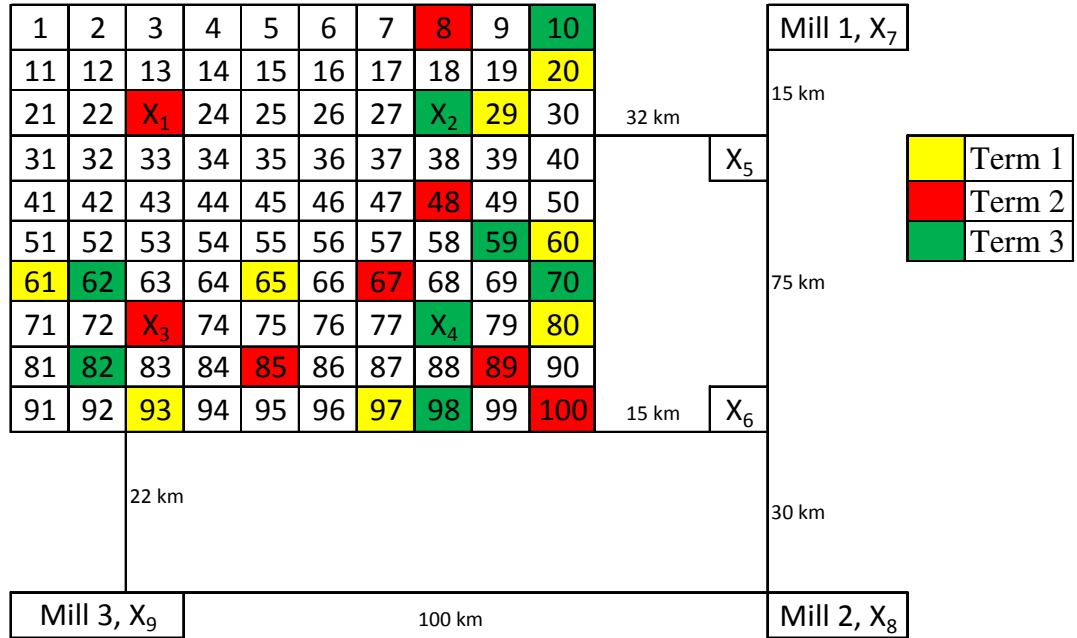 1 2 3 4 5 6 7 8 9 10 Mill 1, X7
11 12 13 14 15 16 17 18 19 20
15 km
21 22 X1 24 25 26 27 X2 29 30 32 km
31 32 33 34 35 36 37 38 39 40 X5 Term 1
41 42 43 44 45 46 47 48 49 50 Term 2
51 52 53 54 55 56 57 58 59 60 Term 3
61 62 63 64 65 66 67 68 69 70 75 km
71 72 X3 74 75 76 77 X4 79 80
81 82 83 84 85 86 87 88 89 90
91 92 93 94 95 96 97 98 99 100 15 km X6
22 km
30 km
Mill 3, X9 100 km Mill 2, X8